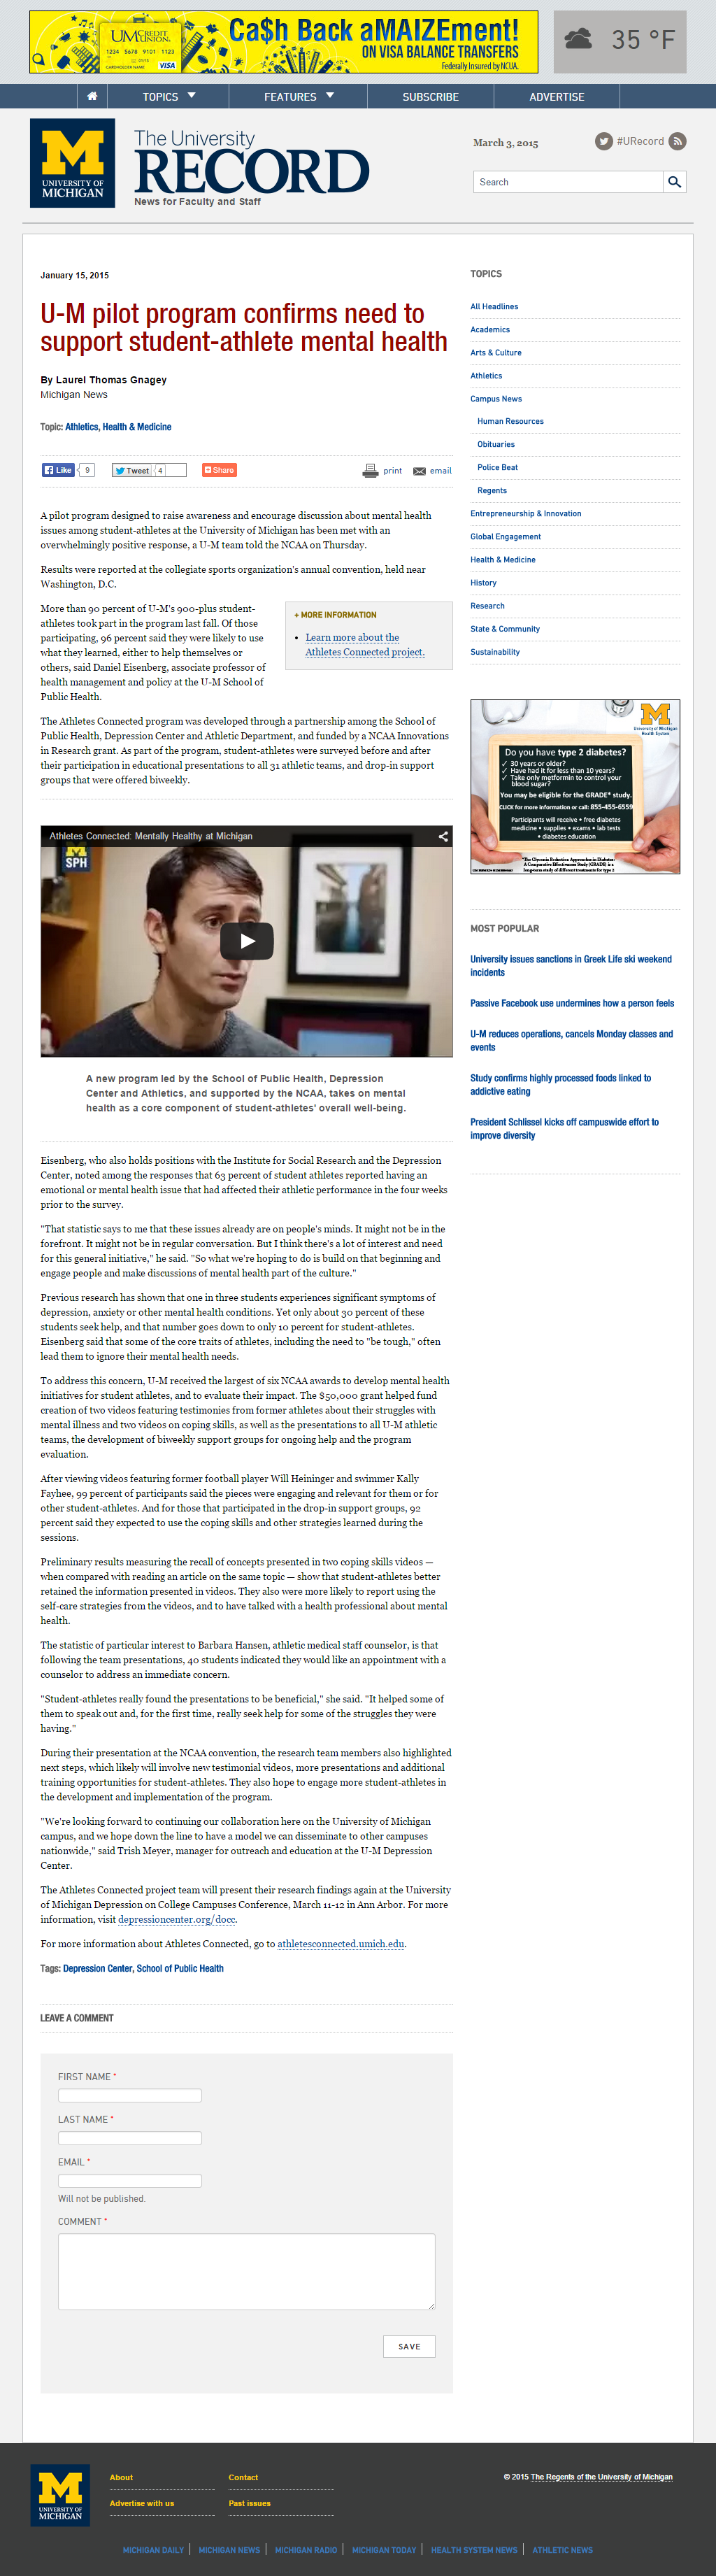 Ca$h Back aMAIZEment!
UMCREDIT UNION
ON VISA BALANCE TRANSFERS
Federally Insured by NCUA.
VISA
35 °F
TOPICS
FEATURES
SUBSCRIBE
ADVERTISE
M
UNIVERSITY OF
MICHIGAN
The University
RECORD
News for Faculty and Staff
March 3, 2015
#URecord
Search
January 15, 2015
U-M pilot program confirms need to
support student-athlete mental health
By Laurel Thomas Gnagey
Michigan News
Topic: Athletics, Health & Medicine
Like 9
Tweet 4
Share
print
email
A pilot program designed to raise awareness and encourage discussion about mental health
issues among student-athletes at the University of Michigan has been met with an
overwhelmingly positive response, a U-M team told the NCAA on Thursday.
Results were reported at the collegiate sports organization's annual convention, held near
Washington, D.C.
More than 90 percent of U-M's 900-plus student-
athletes took part in the program last fall. Of those
participating, 96 percent said they were likely to use
what they learned, either to help themselves or
others, said Daniel Eisenberg, associate professor of
health management and policy at the U-M School of
Public Health.
+ MORE INFORMATION
• Learn more about the
Athletes Connected project.
The Athletes Connected program was developed through a partnership among the School of
Public Health, Depression Center and Athletic Department, and funded by a NCAA Innovations
in Research grant. As part of the program, student-athletes were surveyed before and after
their participation in educational presentations to all 31 athletic teams, and drop-in support
groups that were offered biweekly.
Athletes Connected: Mentally Healthy at Michigan
SPH
A new program led by the School of Public Health, Depression
Center and Athletics, and supported by the NCAA, takes on mental
health as a core component of student-athletes' overall well-being.
Eisenberg, who also holds positions with the Institute for Social Research and the Depression
Center, noted among the responses that 63 percent of student athletes reported having an
emotional or mental health issue that had affected their athletic performance in the four weeks
prior to the survey.
"That statistic says to me that these issues already are on people's minds. It might not be in the
forefront. It might not be in regular conversation. But I think there's a lot of interest and need
for this general initiative," he said. "So what we're hoping to do is build on that beginning and
engage people and make discussions of mental health part of the culture."
Previous research has shown that one in three students experiences significant symptoms of
depression, anxiety or other mental health conditions. Yet only about 30 percent of these
students seek help, and that number goes down to only 10 percent for student-athletes.
Eisenberg said that some of the core traits of athletes, including the need to "be tough," often
lead them to ignore their mental health needs.
To address this concern, U-M received the largest of six NCAA awards to develop mental health
initiatives for student athletes, and to evaluate their impact. The $50,000 grant helped fund
creation of two videos featuring testimonies from former athletes about their struggles with
mental illness and two videos on coping skills, as well as the presentations to all U-M athletic
teams, the development of biweekly support groups for ongoing help and the program
evaluation.
After viewing videos featuring former football player Will Heininger and swimmer Kally
Fayhee, 99 percent of participants said the pieces were engaging and relevant for them or for
other student-athletes. And for those that participated in the drop-in support groups, 92
percent said they expected to use the coping skills and other strategies learned during the
sessions.
Preliminary results measuring the recall of concepts presented in two coping skills videos —
when compared with reading an article on the same topic — show that student-athletes better
retained the information presented in videos. They also were more likely to report using the
self-care strategies from the videos, and to have talked with a health professional about mental
health.
The statistic of particular interest to Barbara Hansen, athletic medical staff counselor, is that
following the team presentations, 40 students indicated they would like an appointment with a
counselor to address an immediate concern.
"Student-athletes really found the presentations to be beneficial," she said. "It helped some of
them to speak out and, for the first time, really seek help for some of the struggles they were
having."
During their presentation at the NCAA convention, the research team members also highlighted
next steps, which likely will involve new testimonial videos, more presentations and additional
training opportunities for student-athletes. They also hope to engage more student-athletes in
the development and implementation of the program.
"We're looking forward to continuing our collaboration here on the University of Michigan
campus, and we hope down the line to have a model we can disseminate to other campuses
nationwide," said Trish Meyer, manager for outreach and education at the U-M Depression
Center.
The Athletes Connected project team will present their research findings again at the University
of Michigan Depression on College Campuses Conference, March 11-12 in Ann Arbor. For more
information, visit depressioncenter.org/docc.
For more information about Athletes Connected, go to athletesconnected.umich.edu.
Tags: Depression Center, School of Public Health
LEAVE A COMMENT
FIRST NAME *
LAST NAME *
EMAIL *
Will not be published.
COMMENT *
SAVE
TOPICS
All Headlines
Academics
Arts & Culture
Athletics
Campus News
Human Resources
Obituaries
Police Beat
Regents
Entrepreneurship & Innovation
Global Engagement
Health & Medicine
History
Research
State & Community
Sustainability
M
University of Michigan
Health System
Do you have type 2 diabetes?
✓ 30 years or older?
✓ Have had it for less than 10 years?
✓ Take only metformin to control your
blood sugar?
You may be eligible for the GRADE* study.
CLICK for more information or call: 855-455-6559
Participants will receive • free diabetes
medicine • supplies • exams • lab tests
• diabetes education
*The Glycemia Reduction Approaches in Diabetes:
A Comparative Effectiveness Study (GRADE) is a
long-term study of different treatments for type 2
MOST POPULAR
University issues sanctions in Greek Life ski weekend
incidents
Passive Facebook use undermines how a person feels
U-M reduces operations, cancels Monday classes and
events
Study confirms highly processed foods linked to
addictive eating
President Schlissel kicks off campuswide effort to
improve diversity
M
UNIVERSITY OF
MICHIGAN
About
Contact
Advertise with us
Past issues
© 2015 The Regents of the University of Michigan
MICHIGAN DAILY
MICHIGAN NEWS
MICHIGAN RADIO
MICHIGAN TODAY
HEALTH SYSTEM NEWS
ATHLETIC NEWS